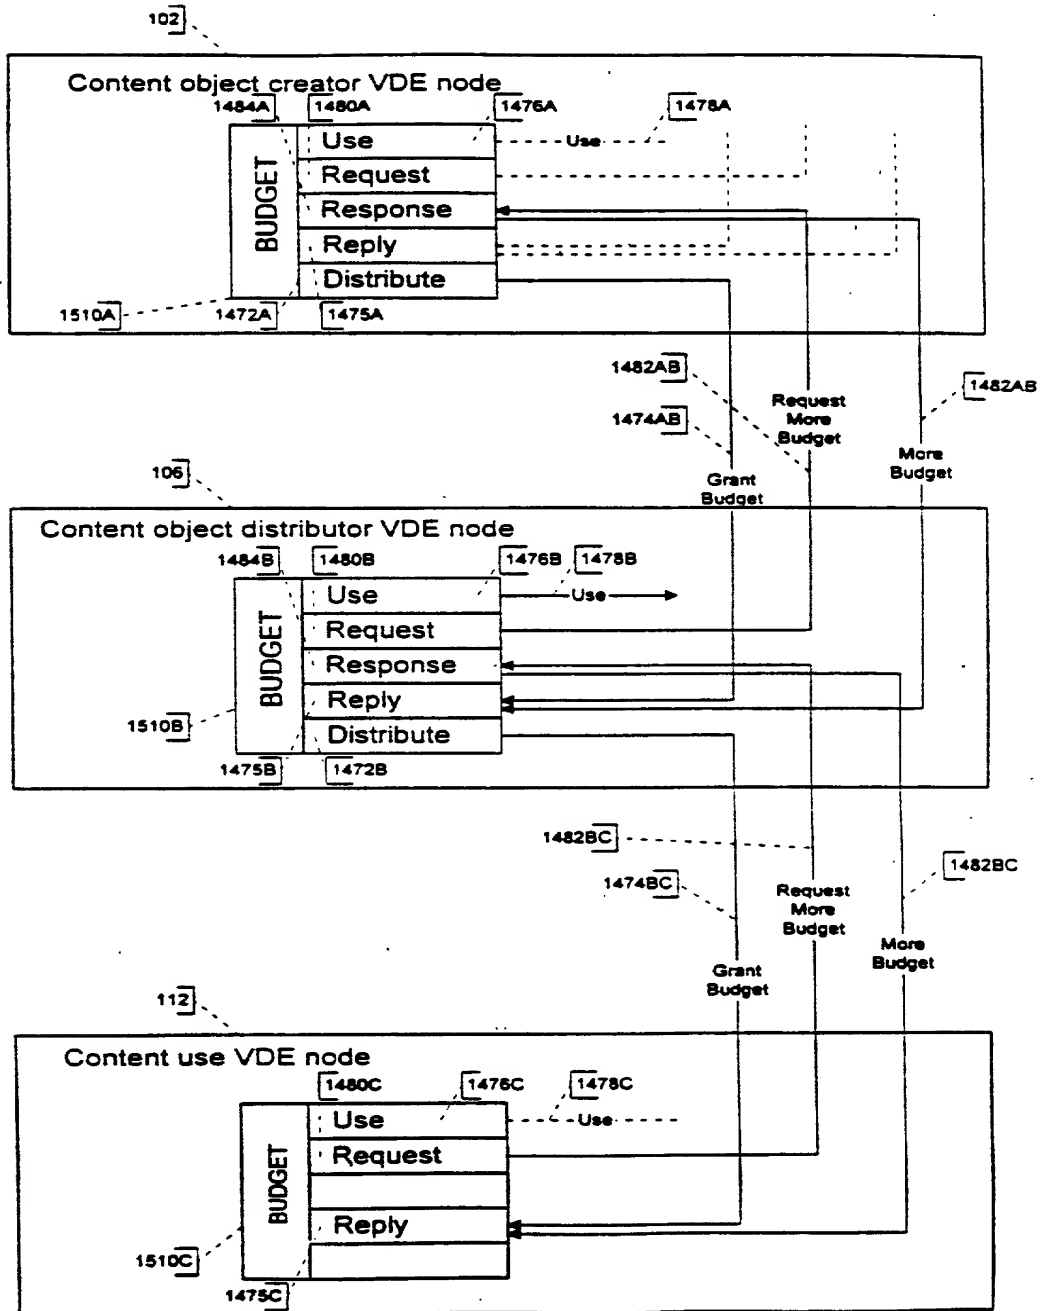 102
Content object creator VDE node
1484A 1480A 1476A 1478A
BUDGET
Use
Use
Request
Response
Reply
Distribute
1510A 1472A 1475A
1482AB
1482AB
1474AB
Request
More
Budget
More
Budget
Grant
Budget
106
Content object distributor VDE node
1484B 1480B 1476B 1478B
BUDGET
Use
Use
Request
Response
Reply
Distribute
1510B
1475B 1472B
1482BC
1482BC
1474BC
Request
More
Budget
More
Budget
Grant
Budget
112
Content use VDE node
1480C 1476C 1478C
BUDGET
Use
Use
Request
Reply
1510C
1475C